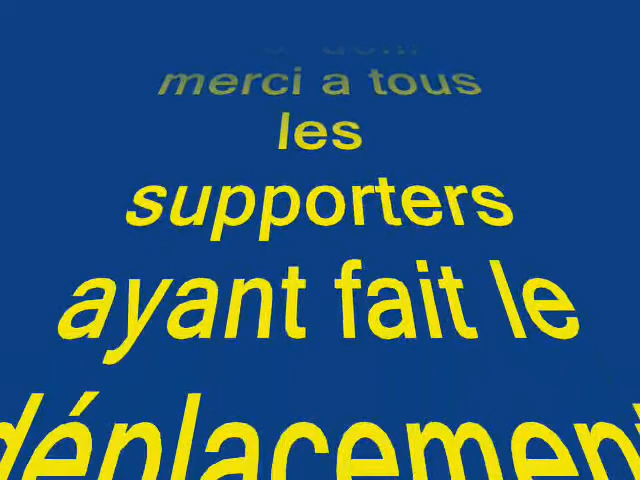 merci a tous
les
supporters
ayant fait le
déplacement